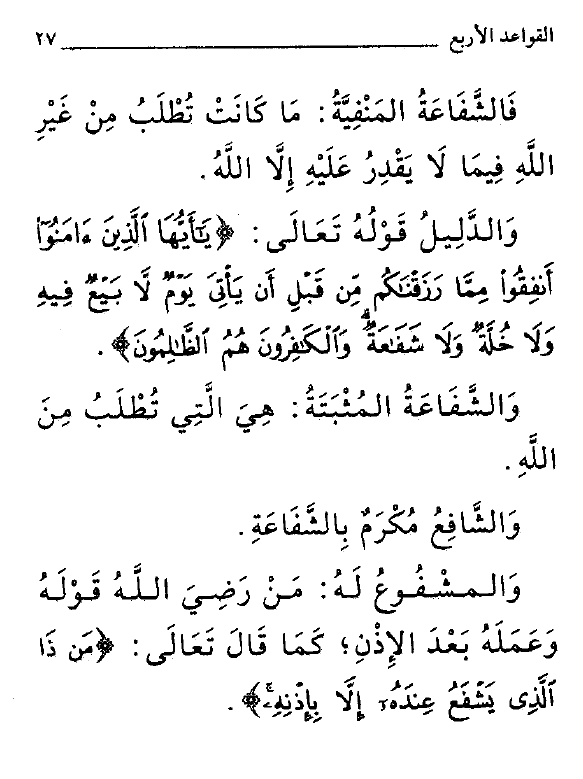 القواعد الأربع ٢٧
فَالشَّفَاعَةُ المَنْفِيَّةُ: مَا كَانَتْ تُطْلَبُ مِنْ غَيْرِ
اللَّهِ فِيمَا لَا يَقْدِرُ عَلَيْهِ إِلَّا اللَّهُ.
وَالدَّلِيلُ قَوْلُهُ تَعَالَى: ﴿يَٰٓأَيُّهَا ٱلَّذِينَ ءَامَنُوٓا۟
أَنفِقُوا۟ مِمَّا رَزَقْنَٰكُم مِّن قَبْلِ أَن يَأْتِىَ يَوْمٌ لَّا بَيْعٌ فِيهِ
وَلَا خُلَّةٌ وَلَا شَفَٰعَةٌ ۗ وَٱلْكَٰفِرُونَ هُمُ ٱلظَّٰلِمُونَ﴾.
وَالشَّفَاعَةُ المُثْبَتَةُ: هِيَ الَّتِي تُطْلَبُ مِنَ
اللَّهِ.
وَالشَّافِعُ مُكْرَمٌ بِالشَّفَاعَةِ.
وَالمَشْفُوعُ لَهُ: مَنْ رَضِيَ اللَّهُ قَوْلَهُ
وَعَمَلَهُ بَعْدَ الإِذْنِ؛ كَمَا قَالَ تَعَالَى: ﴿مَن ذَا
ٱلَّذِى يَشْفَعُ عِندَهُۥٓ إِلَّا بِإِذْنِهِۦ ۚ﴾.